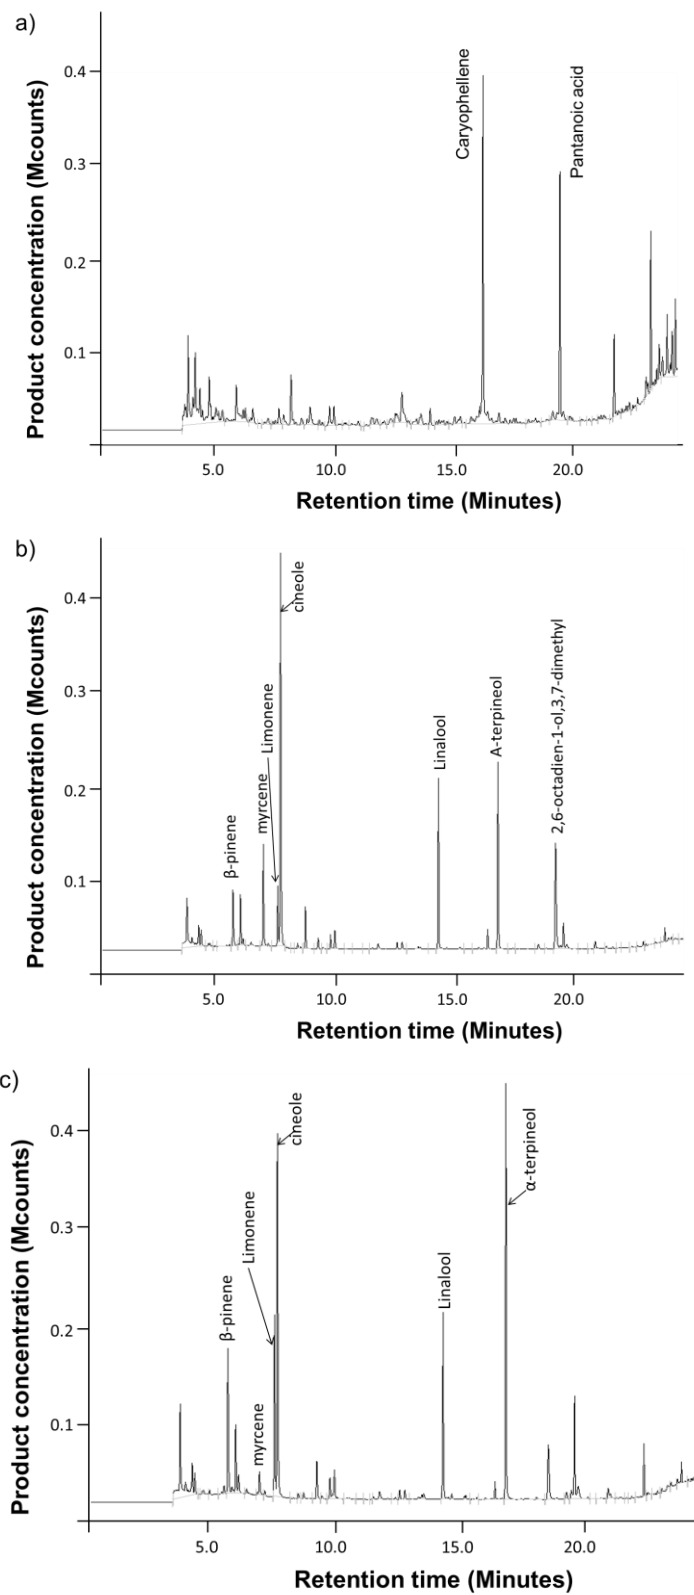 a)
Product concentration (Mcounts)
0.4
0.3
0.2
0.1
Caryophellene
Pantanoic acid
5.0 10.0 15.0 20.0
Retention time (Minutes)
b)
Product concentration (Mcounts)
0.4
0.3
0.2
0.1
β-pinene
myrcene
Limonene
cineole
Linalool
A-terpineol
2,6-octadien-1-ol,3,7-dimethyl
5.0 10.0 15.0 20.0
Retention time (Minutes)
c)
Product concentration (Mcounts)
0.4
0.3
0.2
0.1
β-pinene
myrcene
Limonene
cineole
Linalool
α-terpineol
5.0 10.0 15.0 20.0
Retention time (Minutes)